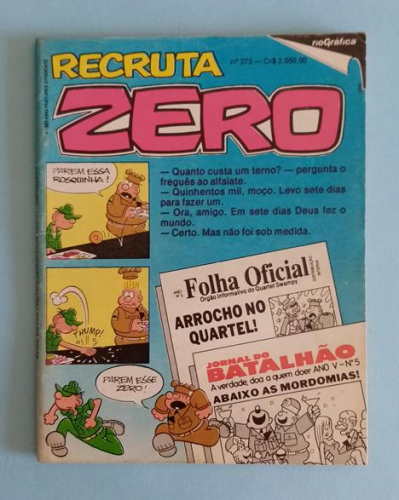 RECRUTA
ZERO
rioGráfica
nº 273 — Cr$ 2.000,00
PAREM ESSA
ROSQUINHA!
— Quanto custa um terno? — pergunta o
freguês ao alfaiate.
— Quinhentos mil, moço. Levo sete dias
para fazer um.
— Ora, amigo. Em sete dias Deus fez o
mundo.
— Certo. Mas não foi sob medida.
THUMP!
PAREM ESSE
ZERO!
Folha Oficial
Órgão Informativo do Quartel Swampy
ARROCHO NO
QUARTEL!
JORNAL DO
BATALHÃO
A verdade, doa a quem doer ANO V - Nº 5
ABAIXO AS MORDOMIAS!